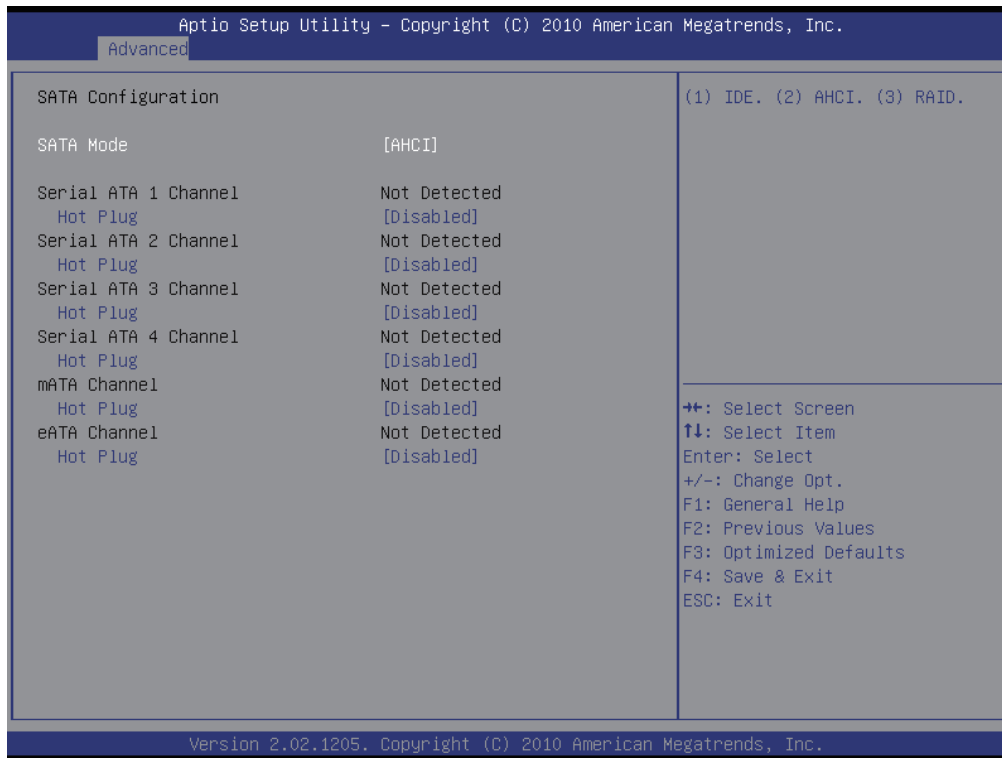 Aptio Setup Utility – Copyright (C) 2010 American Megatrends, Inc.
Advanced
SATA Configuration
SATA Mode [AHCI]
Serial ATA 1 Channel Not Detected
Hot Plug [Disabled]
Serial ATA 2 Channel Not Detected
Hot Plug [Disabled]
Serial ATA 3 Channel Not Detected
Hot Plug [Disabled]
Serial ATA 4 Channel Not Detected
Hot Plug [Disabled]
mATA Channel Not Detected
Hot Plug [Disabled]
eATA Channel Not Detected
Hot Plug [Disabled]
(1) IDE. (2) AHCI. (3) RAID.
→←: Select Screen
↑↓: Select Item
Enter: Select
+/-: Change Opt.
F1: General Help
F2: Previous Values
F3: Optimized Defaults
F4: Save & Exit
ESC: Exit
Version 2.02.1205. Copyright (C) 2010 American Megatrends, Inc.